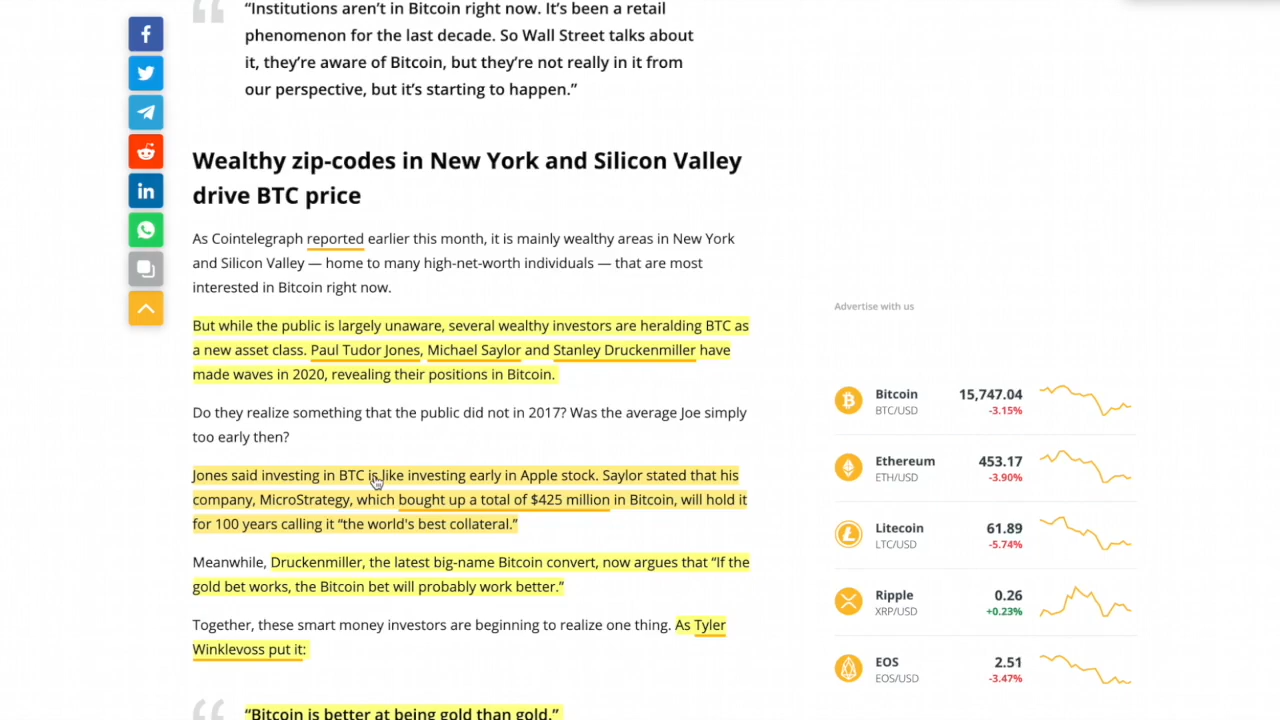 “Institutions aren’t in Bitcoin right now. It’s been a retail
phenomenon for the last decade. So Wall Street talks about
it, they’re aware of Bitcoin, but they’re not really in it from
our perspective, but it’s starting to happen.”
Wealthy zip-codes in New York and Silicon Valley
drive BTC price
As Cointelegraph reported earlier this month, it is mainly wealthy areas in New York
and Silicon Valley — home to many high-net-worth individuals — that are most
interested in Bitcoin right now.
But while the public is largely unaware, several wealthy investors are heralding BTC as
a new asset class. Paul Tudor Jones, Michael Saylor and Stanley Druckenmiller have
made waves in 2020, revealing their positions in Bitcoin.
Do they realize something that the public did not in 2017? Was the average Joe simply
too early then?
Jones said investing in BTC is like investing early in Apple stock. Saylor stated that his
company, MicroStrategy, which bought up a total of $425 million in Bitcoin, will hold it
for 100 years calling it “the world's best collateral.”
Meanwhile, Druckenmiller, the latest big-name Bitcoin convert, now argues that “If the
gold bet works, the Bitcoin bet will probably work better.”
Together, these smart money investors are beginning to realize one thing. As Tyler
Winklevoss put it:
“Bitcoin is better at being gold than gold.”
Advertise with us
Bitcoin 15,747.04
BTC/USD -3.15%
Ethereum 453.17
ETH/USD -3.90%
Litecoin 61.89
LTC/USD -5.74%
Ripple 0.26
XRP/USD +0.23%
EOS 2.51
EOS/USD -3.47%